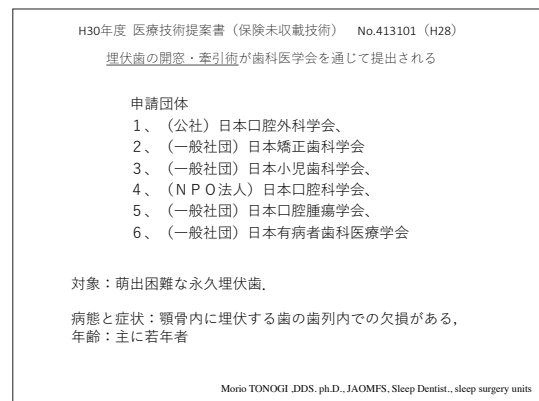 H30年度 医療技術提案書（保険未収載技術） No.413101（H28）
埋伏歯の開窓・牽引術が歯科医学会を通じて提出される
申請団体
１、（公社）日本口腔外科学会、
２、（一般社団）日本矯正歯科学会
３、（一般社団）日本小児歯科学会、
４、（ＮＰＯ法人）日本口腔科学会、
５、（一般社団）日本口腔腫瘍学会、
６、（一般社団）日本有病者歯科医療学会
対象：萌出困難な永久埋伏歯.
病態と症状：顎骨内に埋伏する歯の歯列内での欠損がある,
年齢：主に若年者
Morio TONOGI ,DDS. ph.D., JAOMFS, Sleep Dentist., sleep surgery units